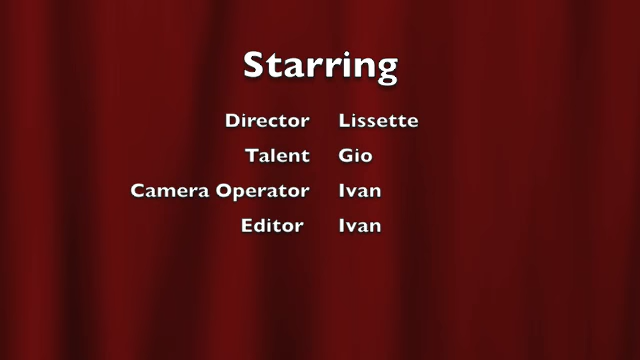 Starring
Director Lissette
Talent Gio
Camera Operator Ivan
Editor Ivan